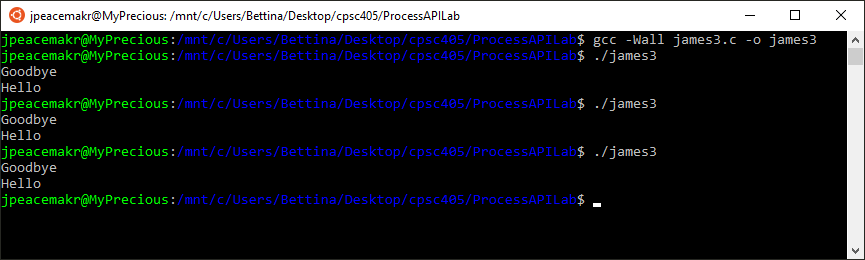 jpeacemakr@MyPrecious: /mnt/c/Users/Bettina/Desktop/cpsc405/ProcessAPILab
jpeacemakr@MyPrecious:/mnt/c/Users/Bettina/Desktop/cpsc405/ProcessAPILab$ gcc -Wall james3.c -o james3
jpeacemakr@MyPrecious:/mnt/c/Users/Bettina/Desktop/cpsc405/ProcessAPILab$ ./james3
Goodbye
Hello
jpeacemakr@MyPrecious:/mnt/c/Users/Bettina/Desktop/cpsc405/ProcessAPILab$ ./james3
Goodbye
Hello
jpeacemakr@MyPrecious:/mnt/c/Users/Bettina/Desktop/cpsc405/ProcessAPILab$ ./james3
Goodbye
Hello
jpeacemakr@MyPrecious:/mnt/c/Users/Bettina/Desktop/cpsc405/ProcessAPILab$